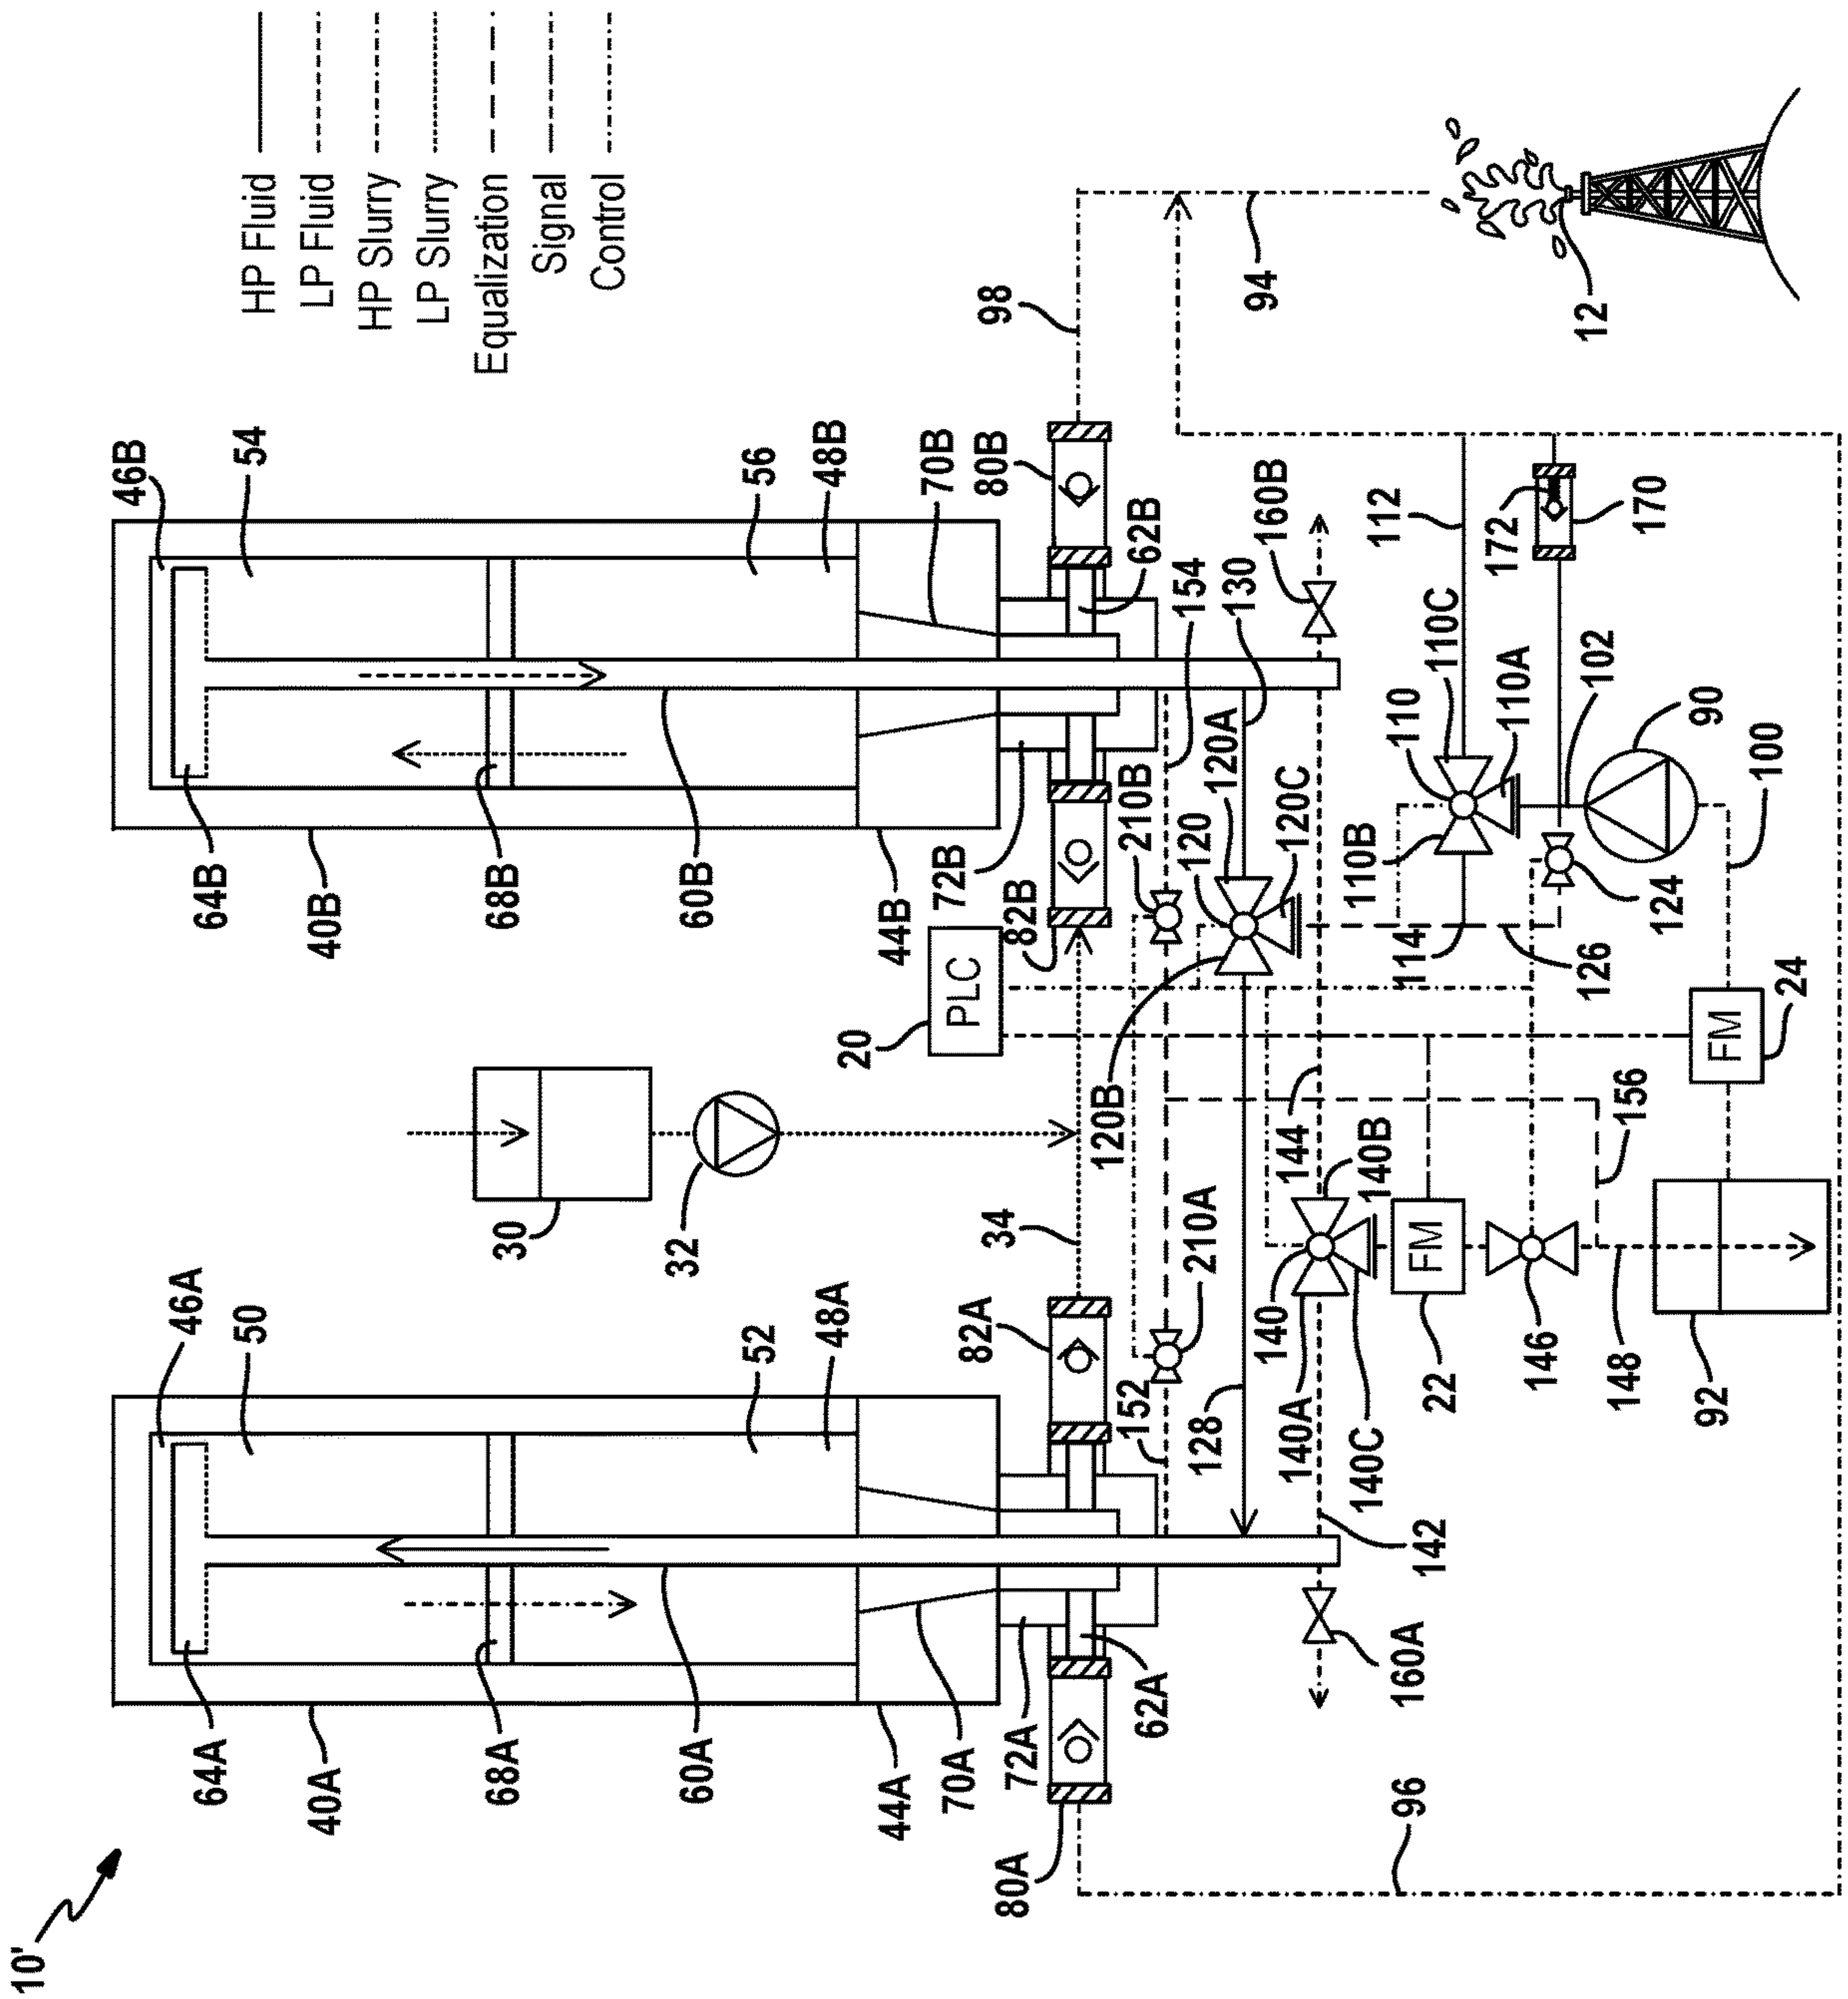 10'
46A
46B
64A
50
64B
54
HP Fluid
LP Fluid
HP Slurry
LP Slurry
Equalization
Signal
Control
40A
40B
68A
30
68B
60A
32
60B
52
56
48A
48B
44A
44B
70A
70B
72A
72B
80A
82A
34
20
PLC
82B
80B
98
62A
62B
152
210A
210B
154
128
120B
120
120A
120C
130
160B
140A
140
144
140B
140C
160A
142
94
96
22
FM
110B
114
110
110C
112
146
126
110A
172
12
148
156
124
102
170
92
FM
24
90
100